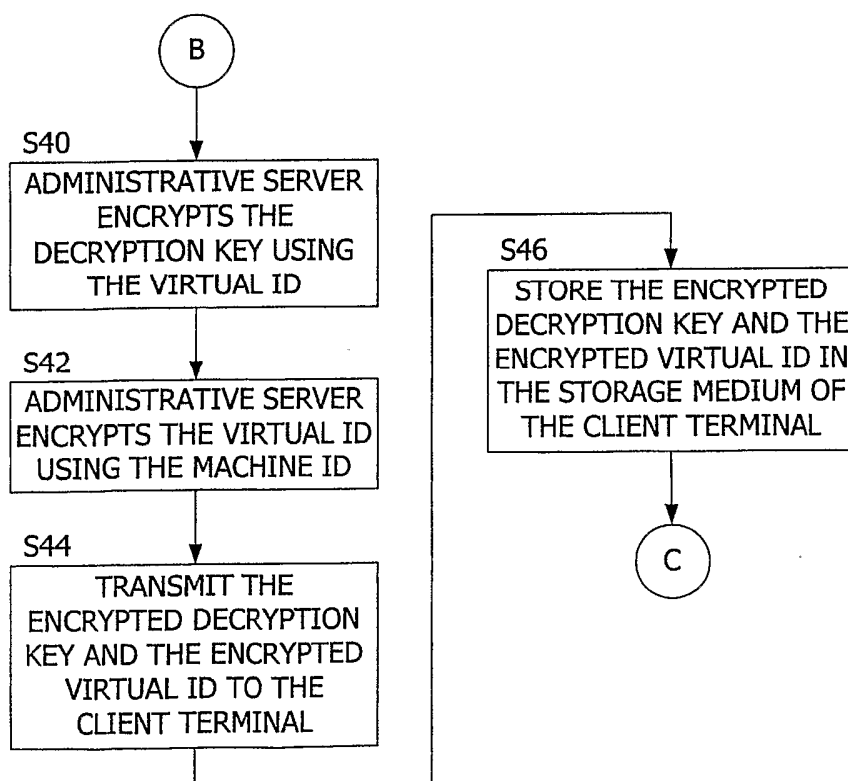 B
S40
ADMINISTRATIVE SERVER
ENCRYPTS THE
DECRYPTION KEY USING
THE VIRTUAL ID
S42
ADMINISTRATIVE SERVER
ENCRYPTS THE VIRTUAL ID
USING THE MACHINE ID
S44
TRANSMIT THE
ENCRYPTED DECRYPTION
KEY AND THE ENCRYPTED
VIRTUAL ID TO THE
CLIENT TERMINAL
S46
STORE THE ENCRYPTED
DECRYPTION KEY AND THE
ENCRYPTED VIRTUAL ID IN
THE STORAGE MEDIUM OF
THE CLIENT TERMINAL
C